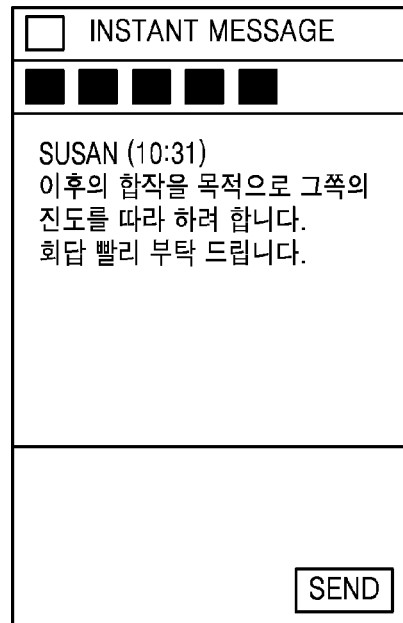 INSTANT MESSAGE
SUSAN (10:31)
이후의 합작을 목적으로 그쪽의
진도를 따라 하려 합니다.
회답 빨리 부탁 드립니다.
SEND